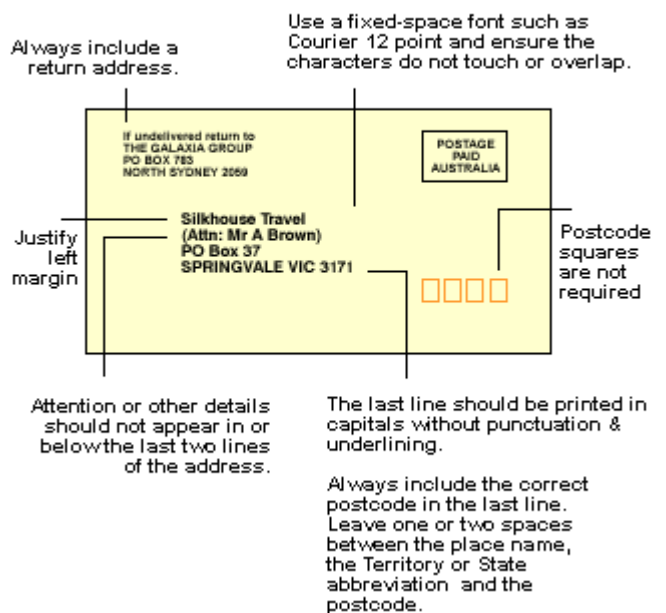 Always include a
return address.
Use a fixed-space font such as
Courier 12 point and ensure the
characters do not touch or overlap.
If undelivered return to
THE GALAXIA GROUP
PO BOX 783
NORTH SYDNEY 2059
POSTAGE
PAID
AUSTRALIA
Silkhouse Travel
(Attn: Mr A Brown)
PO Box 37
SPRINGVALE VIC 3171
Justify
left
margin
Postcode
squares
are not
required
Attention or other details
should not appear in or
below the last two lines
of the address.
The last line should be printed in
capitals without punctuation &
underlining.
Always include the correct
postcode in the last line.
Leave one or two spaces
between the place name,
the Territory or State
abbreviation and the
postcode.